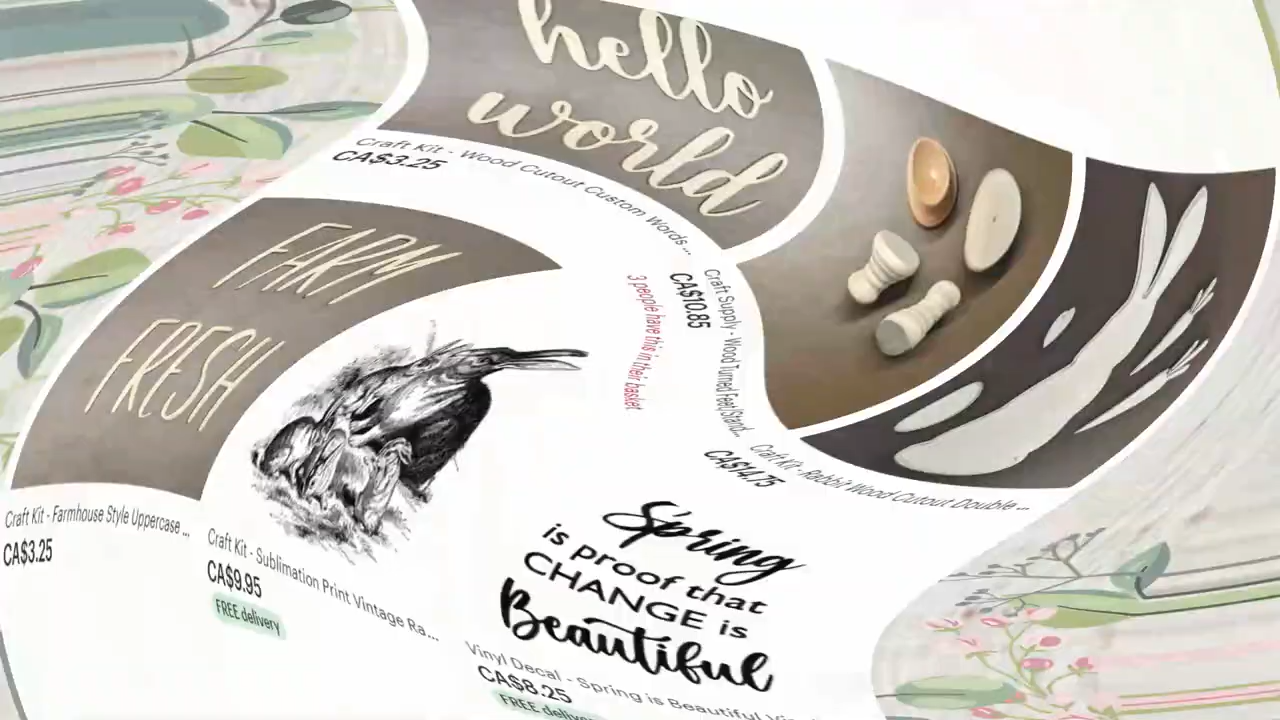 hello
world
Craft Kit - Wood Cutout Custom Words ...
CA$3.25
Craft Supply - Wood Turned Feet/Stand...
CA$10.85
3 people have this in their basket
Craft Kit - Rabbit Wood Cutout Double ...
CA$14.75
FARM
FRESH
Craft Kit - Farmhouse Style Uppercase ...
CA$3.25
Craft Kit - Sublimation Print Vintage Ra...
CA$9.95
FREE delivery
Spring
is proof that
CHANGE is
Beautiful
Vinyl Decal - Spring is Beautiful
CA$8.25
FREE delivery